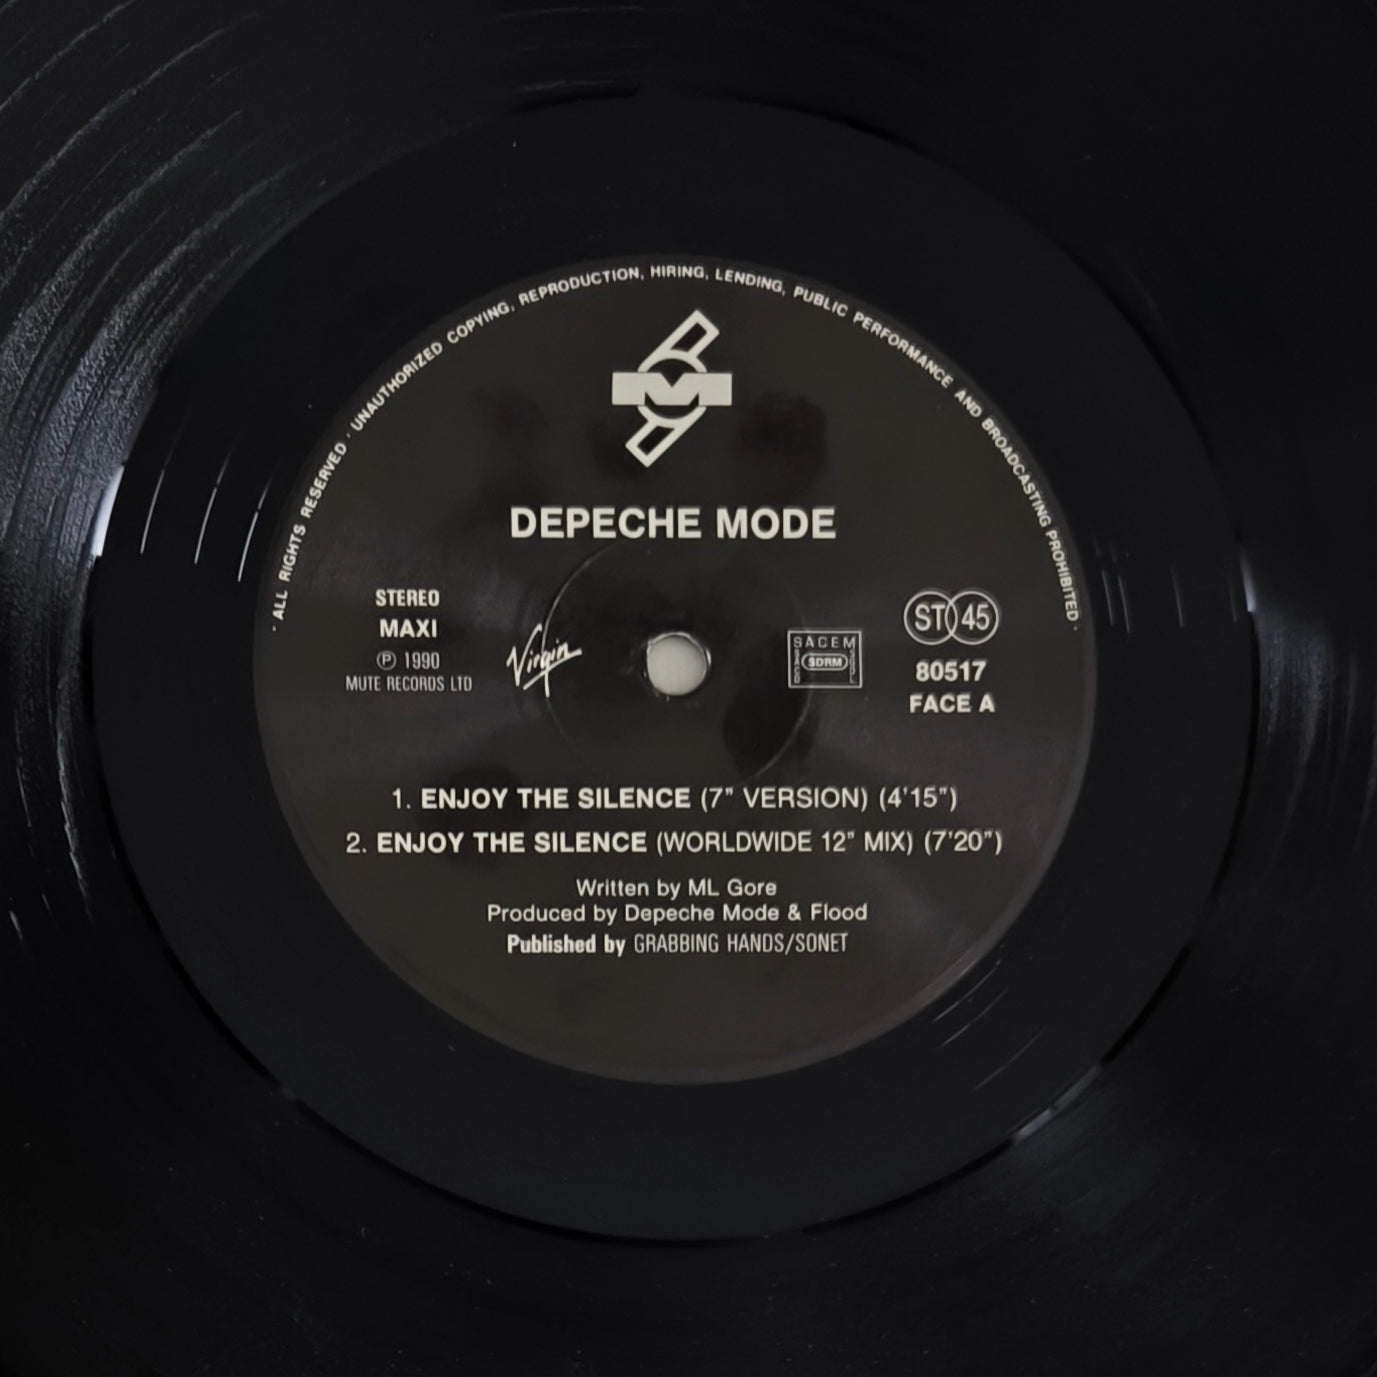 · ALL RIGHTS RESERVED · UNAUTHORIZED COPYING, REPRODUCTION, HIRING, LENDING, PUBLIC PERFORMANCE AND BROADCASTING PROHIBITED ·
M
DEPECHE MODE
STEREO
MAXI
℗ 1990
MUTE RECORDS LTD
Virgin
SACEM
SDRM
ST 45
80517
FACE A
1. ENJOY THE SILENCE (7" VERSION) (4'15")
2. ENJOY THE SILENCE (WORLDWIDE 12" MIX) (7'20")
Written by ML Gore
Produced by Depeche Mode & Flood
Published by GRABBING HANDS/SONET